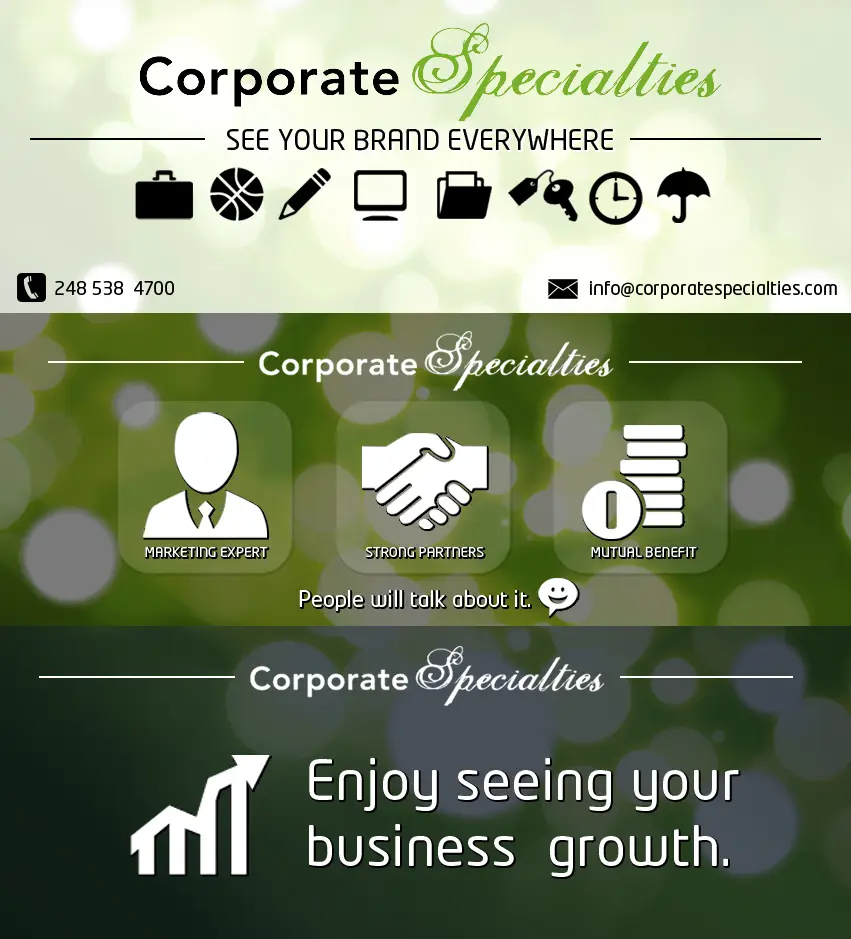 Corporate Specialties
SEE YOUR BRAND EVERYWHERE
248 538 4700
info@corporatespecialties.com
Corporate Specialties
MARKETING EXPERT
STRONG PARTNERS
MUTUAL BENEFIT
People will talk about it.
Corporate Specialties
Enjoy seeing your
business growth.